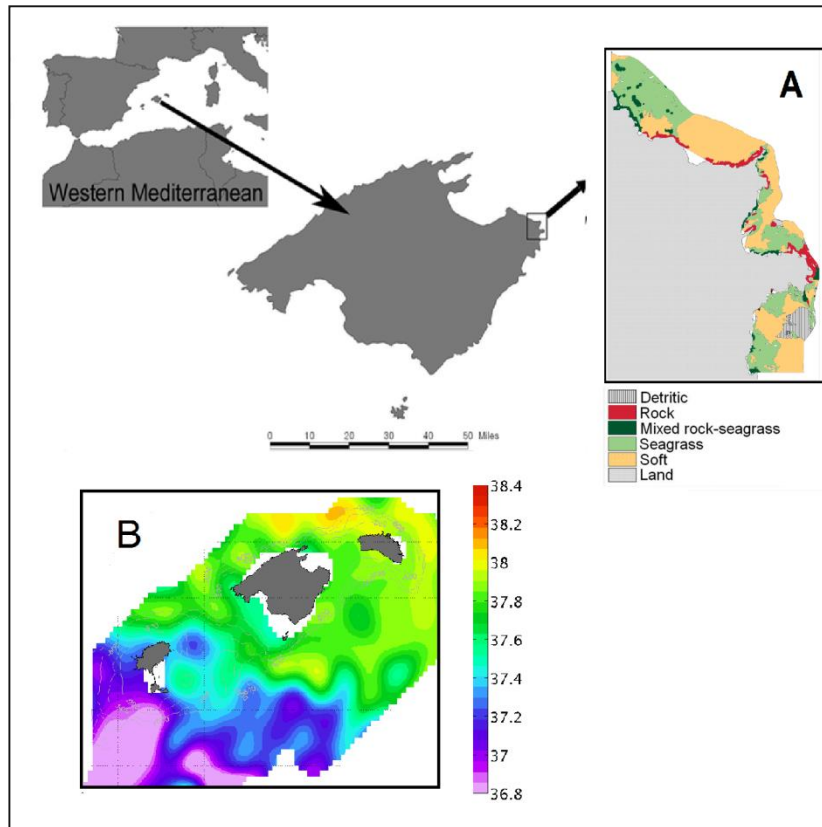 Western Mediterranean
A
0 10 20 30 40 50 Miles
Detritic
Rock
Mixed rock-seagrass
Seagrass
Soft
Land
B
38.4
38.2
38
37.8
37.6
37.4
37.2
37
36.8